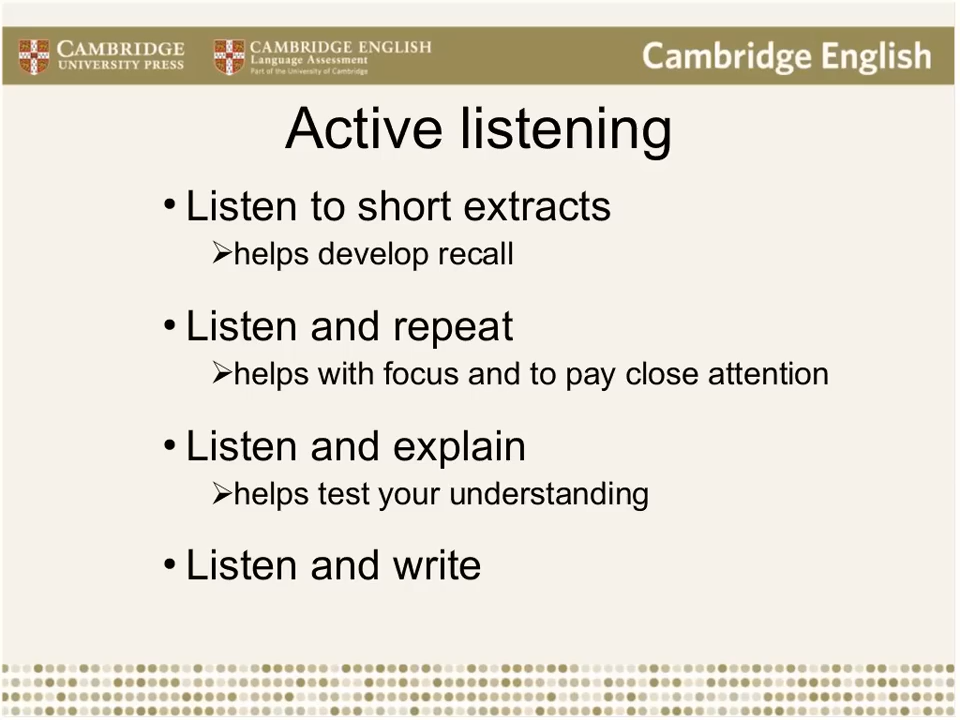 CAMBRIDGE
UNIVERSITY PRESS
CAMBRIDGE ENGLISH
Language Assessment
Part of the University of Cambridge
Cambridge English
Active listening
• Listen to short extracts
➢helps develop recall
• Listen and repeat
➢helps with focus and to pay close attention
• Listen and explain
➢helps test your understanding
• Listen and write